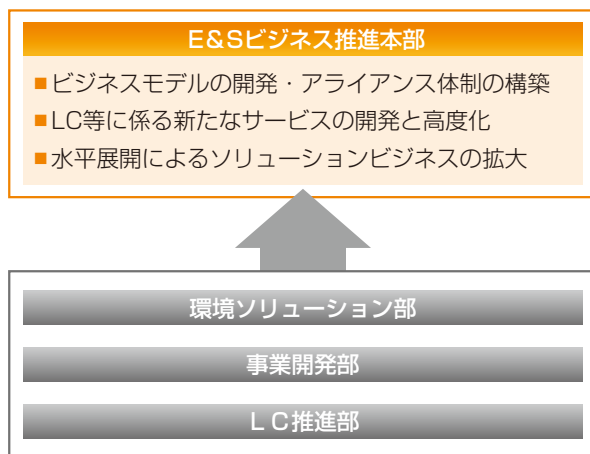 E&Sビジネス推進本部
■ビジネスモデルの開発・アライアンス体制の構築
■LC等に係る新たなサービスの開発と高度化
■水平展開によるソリューションビジネスの拡大
環境ソリューション部
事業開発部
ＬＣ推進部